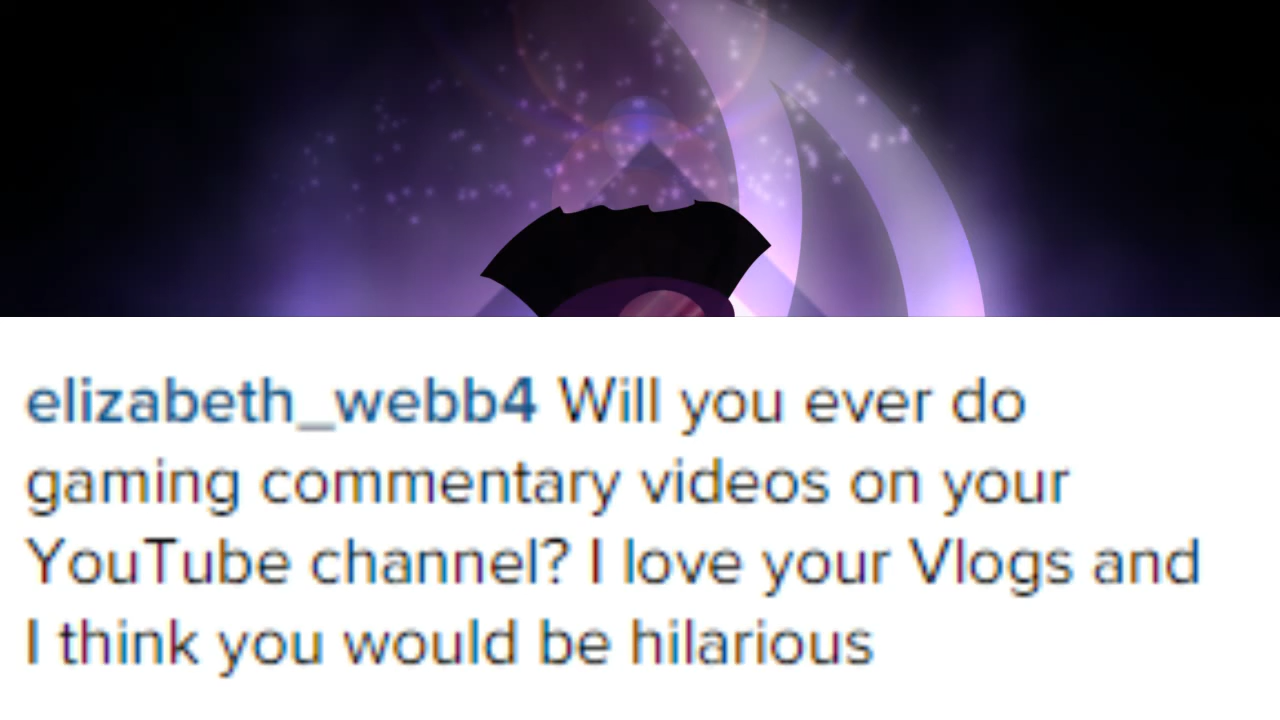 elizabeth_webb4 Will you ever do
gaming commentary videos on your
YouTube channel? I love your Vlogs and
I think you would be hilarious